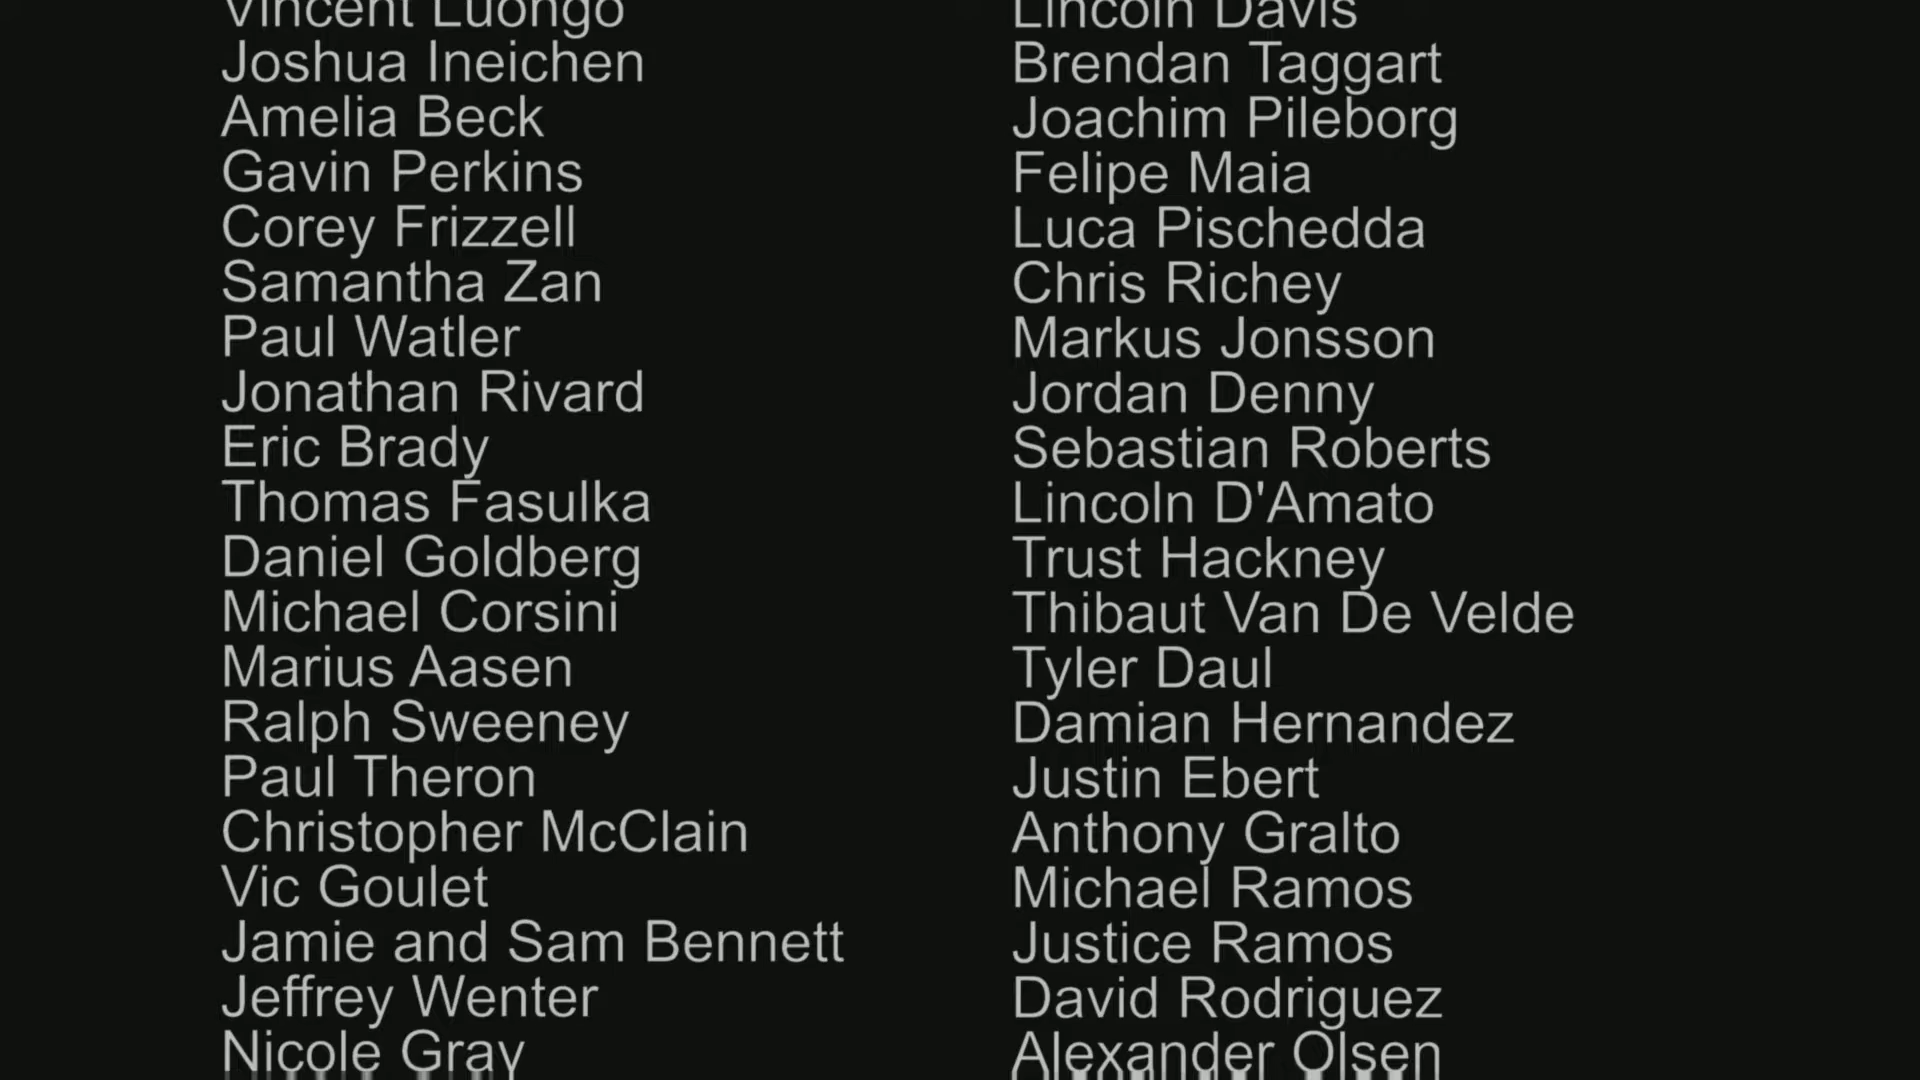 Vincent Luongo
Joshua Ineichen
Amelia Beck
Gavin Perkins
Corey Frizzell
Samantha Zan
Paul Watler
Jonathan Rivard
Eric Brady
Thomas Fasulka
Daniel Goldberg
Michael Corsini
Marius Aasen
Ralph Sweeney
Paul Theron
Christopher McClain
Vic Goulet
Jamie and Sam Bennett
Jeffrey Wenter
Nicole Gray
Lincoln Davis
Brendan Taggart
Joachim Pileborg
Felipe Maia
Luca Pischedda
Chris Richey
Markus Jonsson
Jordan Denny
Sebastian Roberts
Lincoln D'Amato
Trust Hackney
Thibaut Van De Velde
Tyler Daul
Damian Hernandez
Justin Ebert
Anthony Gralto
Michael Ramos
Justice Ramos
David Rodriguez
Alexander Olsen